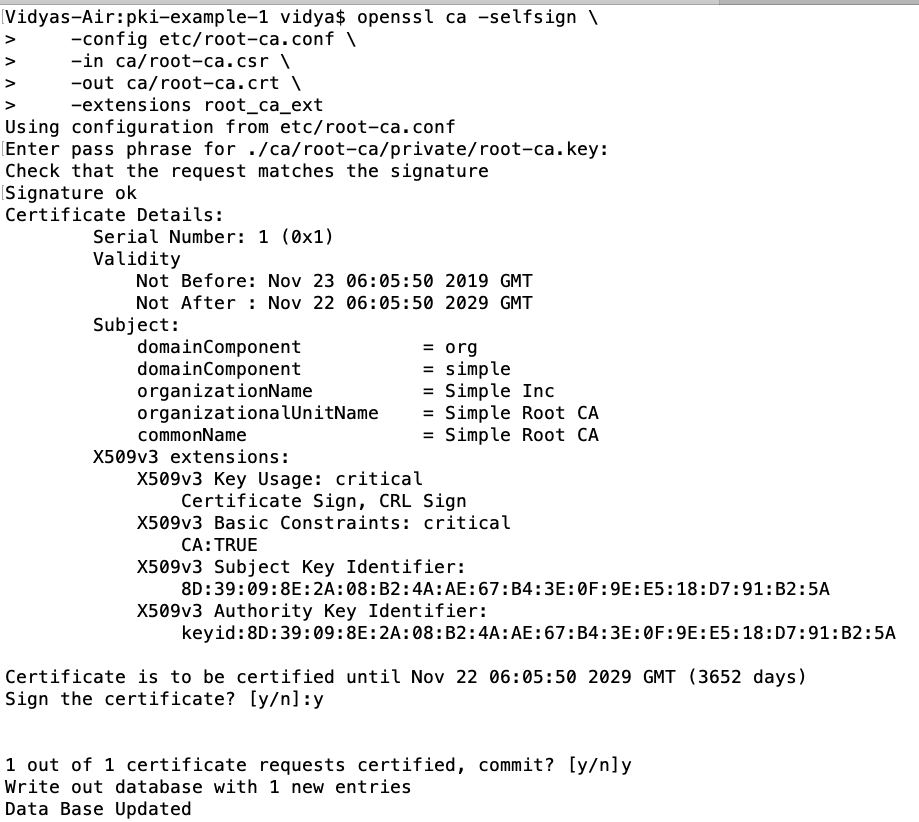 Vidyas-Air:pki-example-1 vidya$ openssl ca -selfsign \
>     -config etc/root-ca.conf \
>     -in ca/root-ca.csr \
>     -out ca/root-ca.crt \
>     -extensions root_ca_ext
Using configuration from etc/root-ca.conf
Enter pass phrase for ./ca/root-ca/private/root-ca.key:
Check that the request matches the signature
Signature ok
Certificate Details:
        Serial Number: 1 (0x1)
        Validity
            Not Before: Nov 23 06:05:50 2019 GMT
            Not After : Nov 22 06:05:50 2029 GMT
        Subject:
            domainComponent           = org
            domainComponent           = simple
            organizationName          = Simple Inc
            organizationalUnitName    = Simple Root CA
            commonName                = Simple Root CA
        X509v3 extensions:
            X509v3 Key Usage: critical
                Certificate Sign, CRL Sign
            X509v3 Basic Constraints: critical
                CA:TRUE
            X509v3 Subject Key Identifier:
                8D:39:09:8E:2A:08:B2:4A:AE:67:B4:3E:0F:9E:E5:18:D7:91:B2:5A
            X509v3 Authority Key Identifier:
                keyid:8D:39:09:8E:2A:08:B2:4A:AE:67:B4:3E:0F:9E:E5:18:D7:91:B2:5A
Certificate is to be certified until Nov 22 06:05:50 2029 GMT (3652 days)
Sign the certificate? [y/n]:y
1 out of 1 certificate requests certified, commit? [y/n]y
Write out database with 1 new entries
Data Base Updated